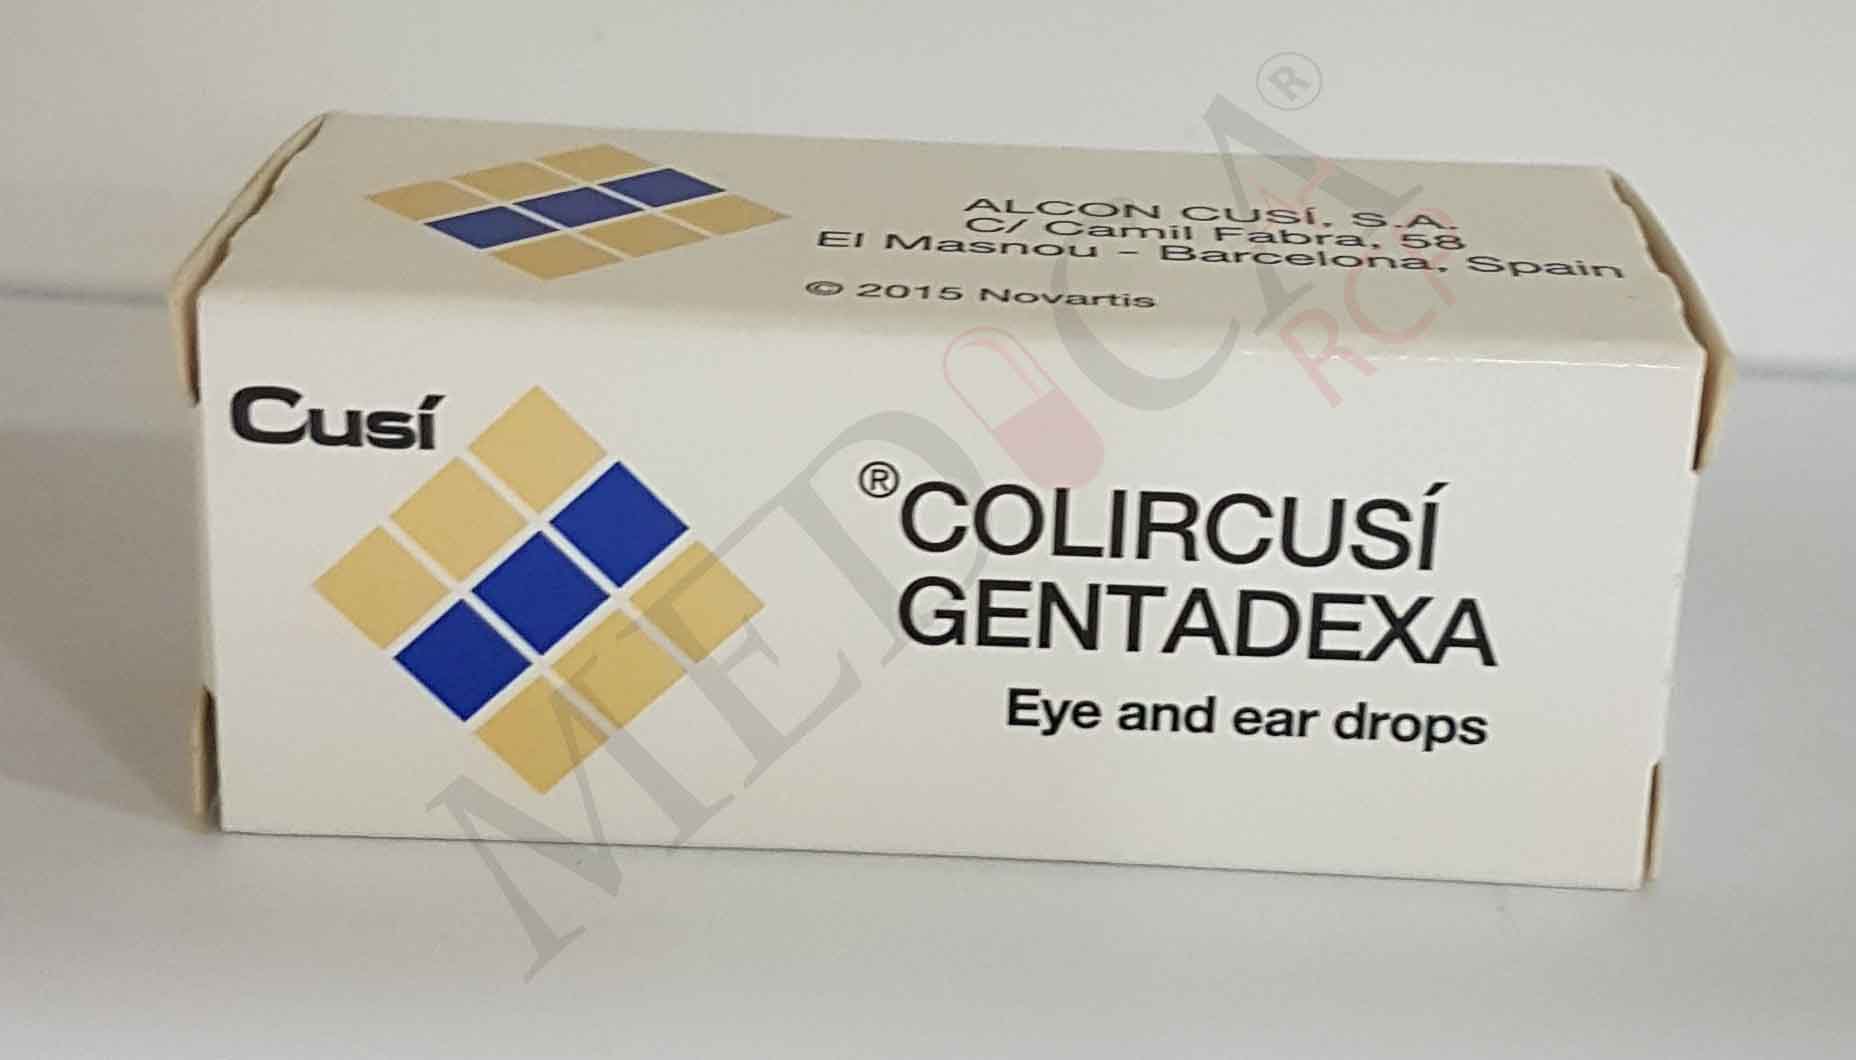 ALCON CUSÍ, S.A.
C/ Camil Fabra, 58
El Masnou - Barcelona, Spain
© 2015 Novartis
Cusí
®COLIRCUSÍ
GENTADEXA
Eye and ear drops
MEDICA®